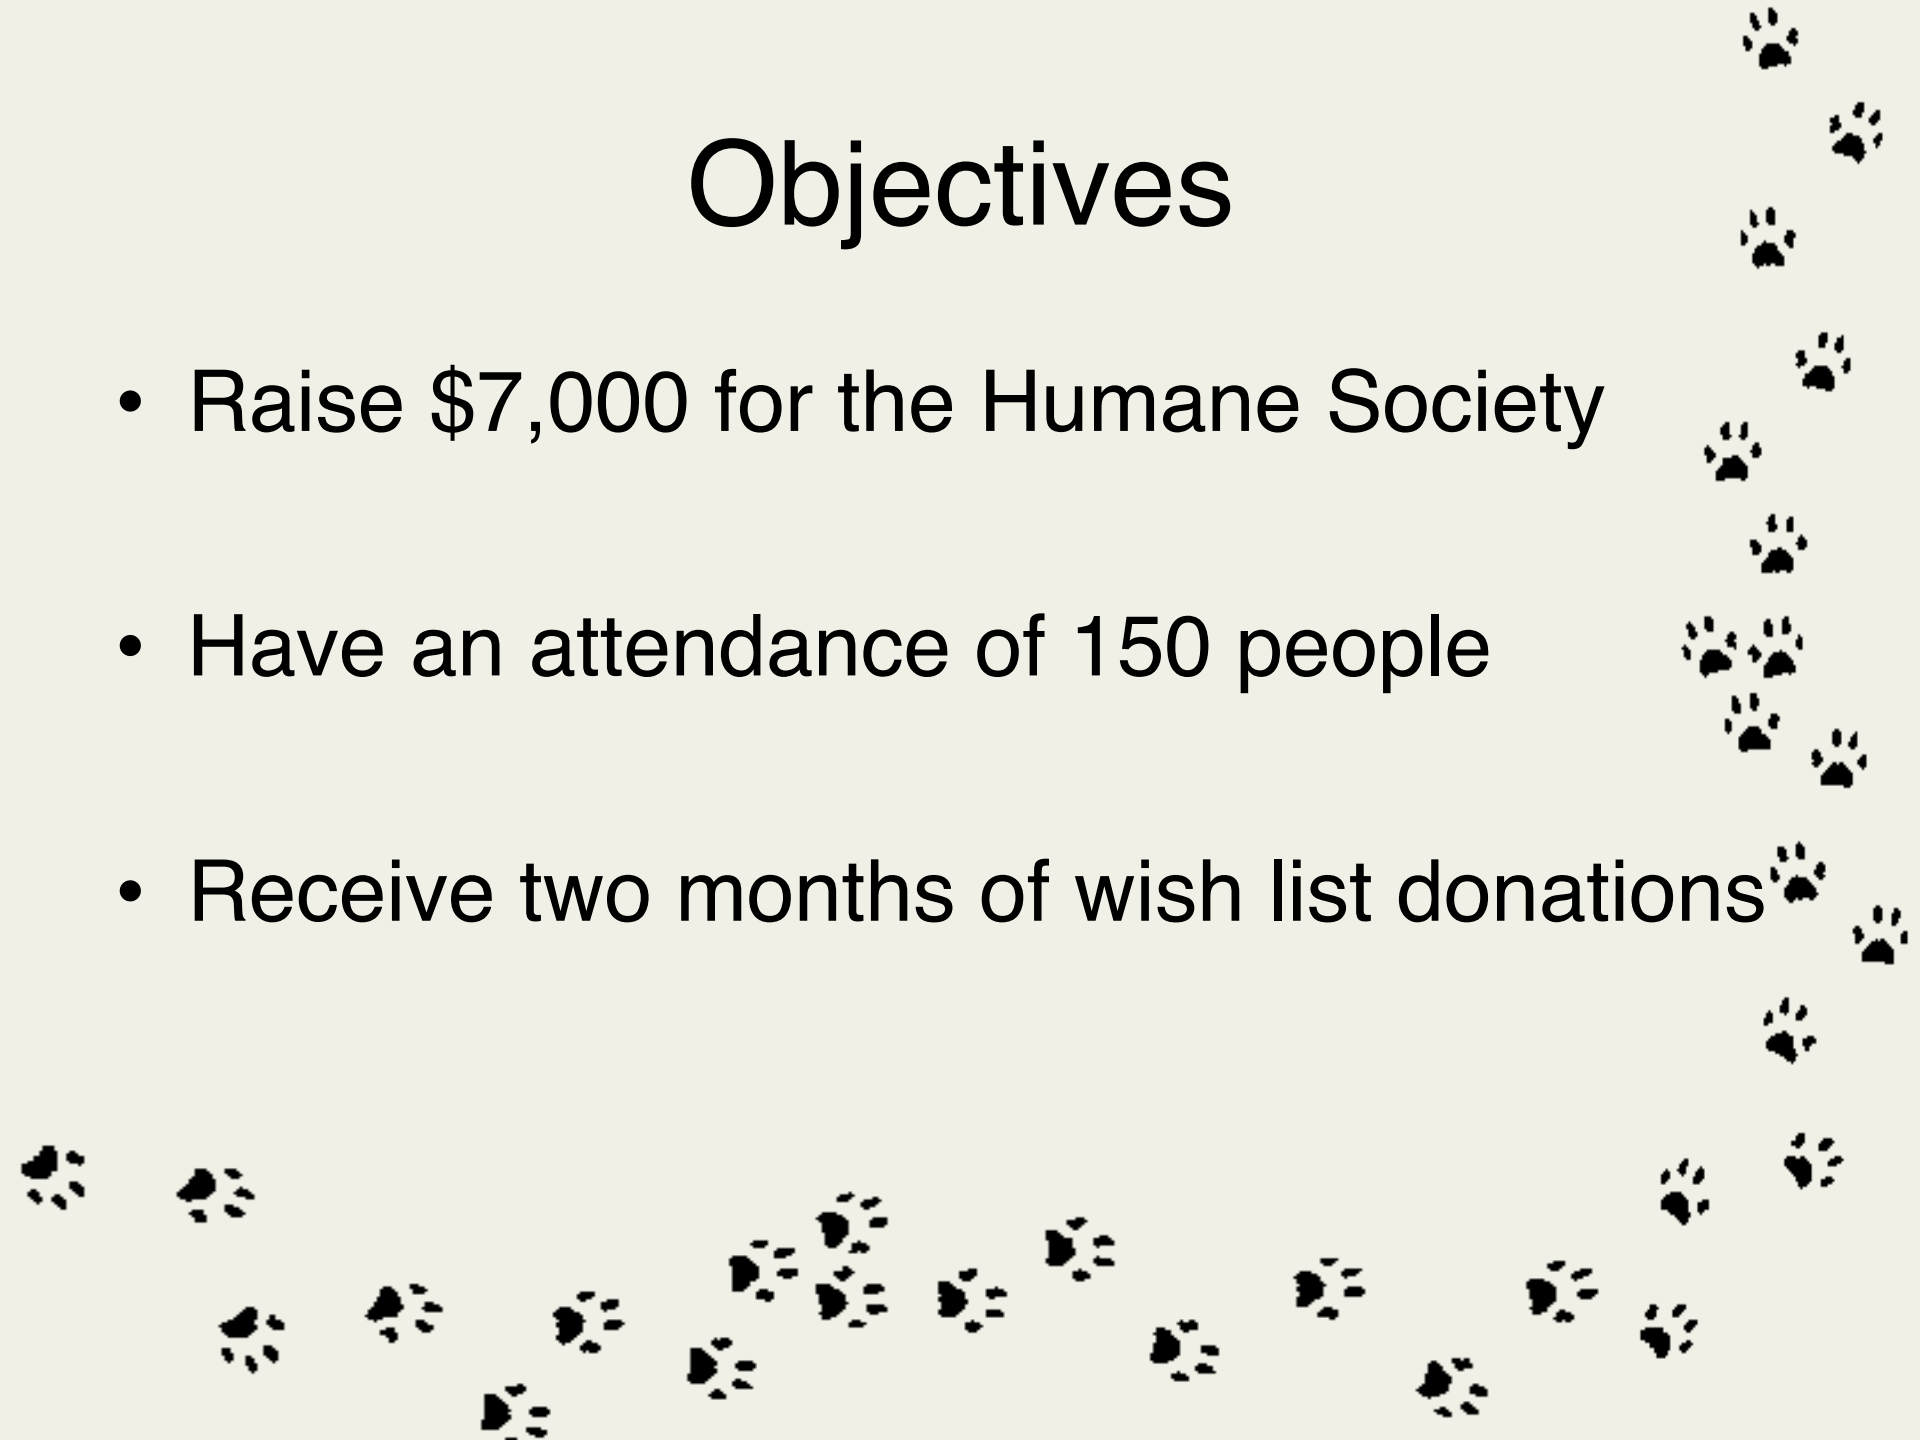 Objectives
• Raise $7,000 for the Humane Society
• Have an attendance of 150 people
• Receive two months of wish list donations